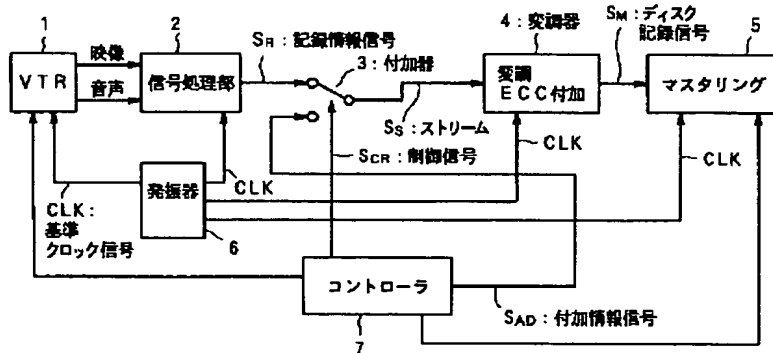 1
VTR
映像
音声
2
信号処理部
SR：記録情報信号
3：付加器
SS：ストリーム
SCR：制御信号
4：変調器
変調
ECC付加
SM：ディスク
記録信号
5
マスタリング
CLK
CLK
CLK
CLK：
基準
クロック信号
発振器
6
コントローラ
7
SAD：付加情報信号